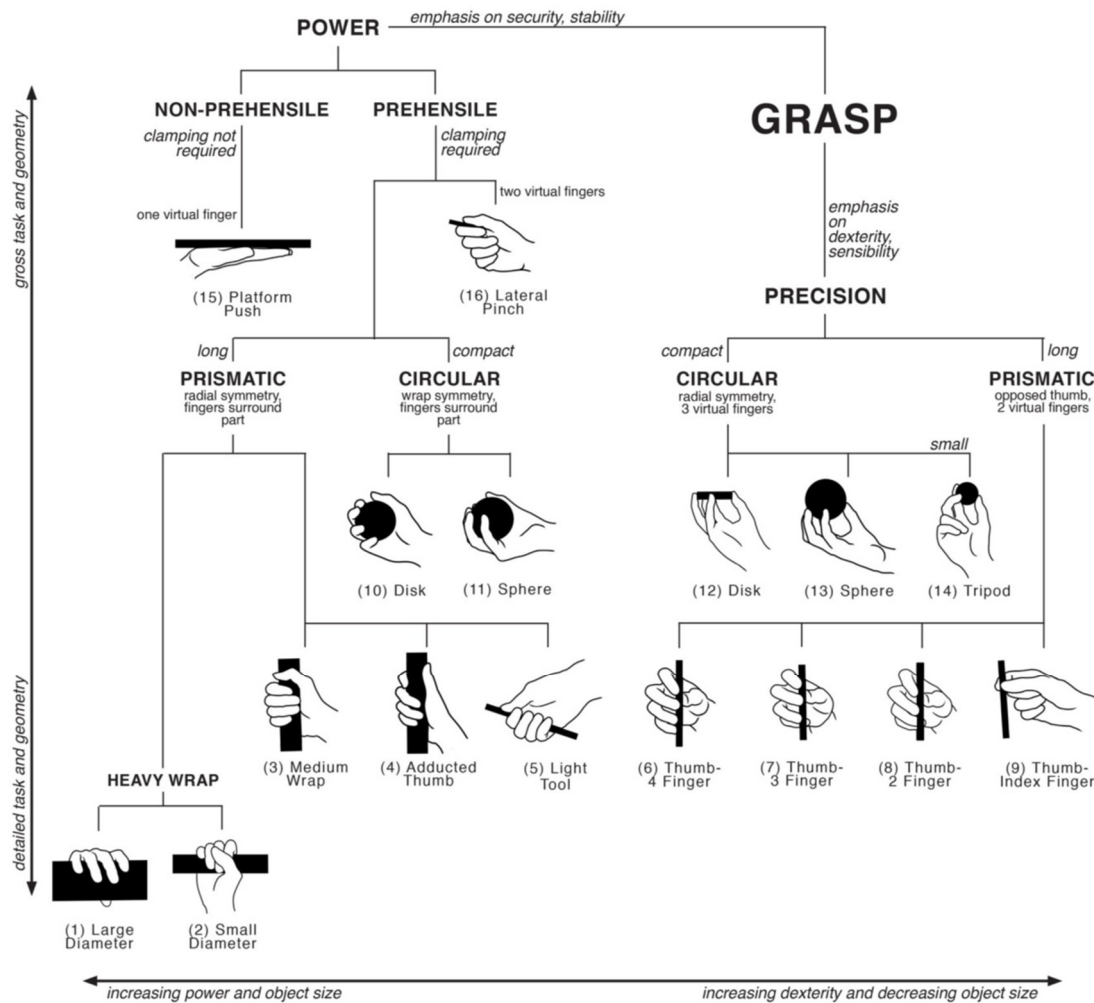 emphasis on security, stability
POWER
NON-PREHENSILE
PREHENSILE
GRASP
clamping not
required
clamping
required
two virtual fingers
one virtual finger
emphasis
on
dexterity,
sensibility
(15) Platform
Push
(16) Lateral
Pinch
PRECISION
long
compact
compact
long
PRISMATIC
radial symmetry,
fingers surround
part
CIRCULAR
wrap symmetry,
fingers surround
part
CIRCULAR
radial symmetry,
3 virtual fingers
PRISMATIC
opposed thumb,
2 virtual fingers
small
(10) Disk
(11) Sphere
(12) Disk
(13) Sphere
(14) Tripod
(3) Medium
Wrap
(4) Adducted
Thumb
(5) Light
Tool
(6) Thumb-
4 Finger
(7) Thumb-
3 Finger
(8) Thumb-
2 Finger
(9) Thumb-
Index Finger
HEAVY WRAP
(1) Large
Diameter
(2) Small
Diameter
gross task and geometry
detailed task and geometry
increasing power and object size
increasing dexterity and decreasing object size